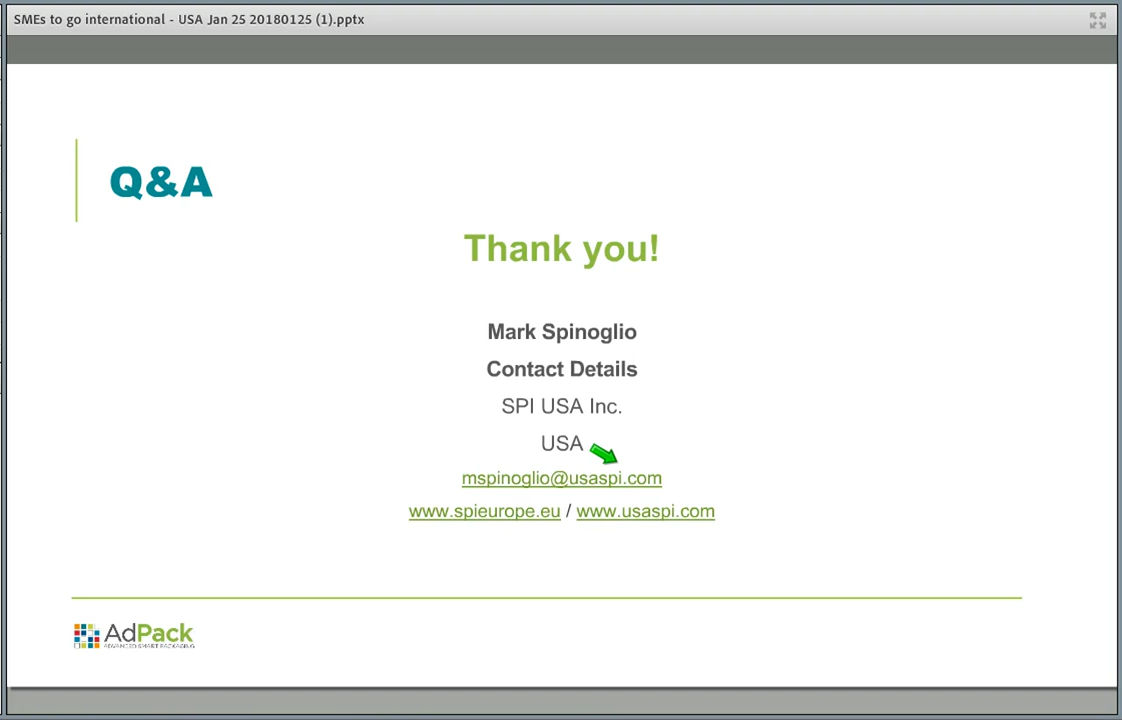 SMEs to go international - USA Jan 25 20180125 (1).pptx
Q&A
Thank you!
Mark Spinoglio
Contact Details
SPI USA Inc.
USA
mspinoglio@usaspi.com
www.spieurope.eu / www.usaspi.com
AdPack
ADVANCED SMART PACKAGING